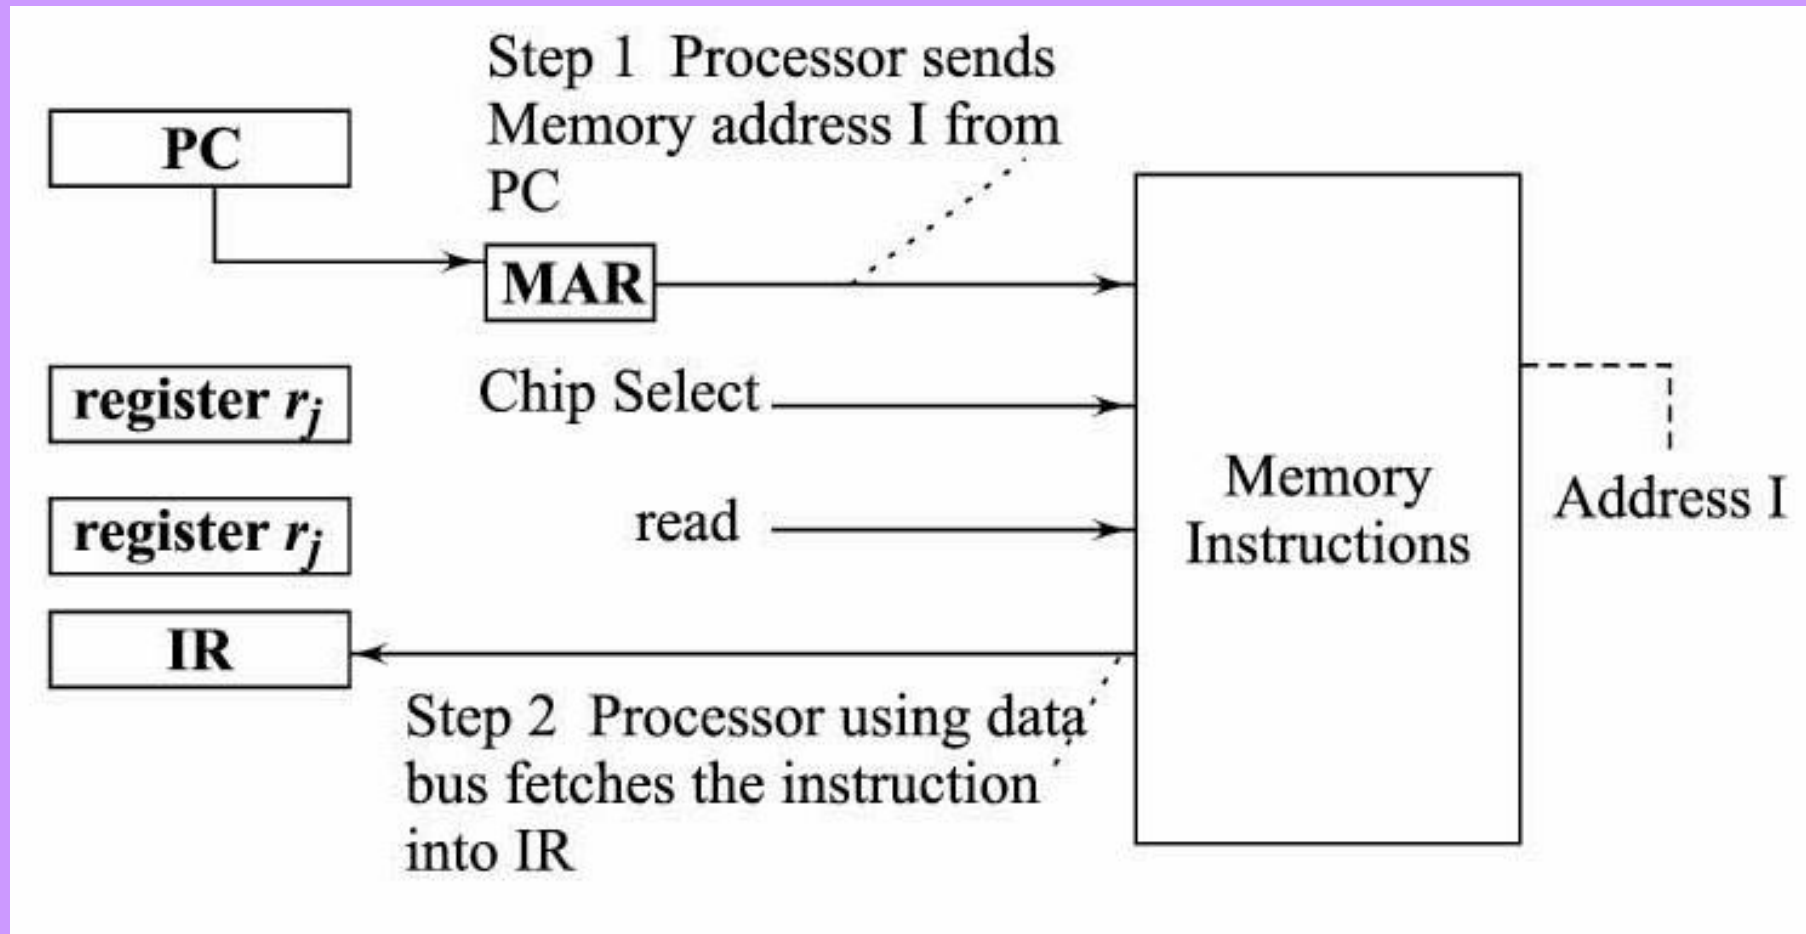 Step 1 Processor sends
Memory address I from
PC
PC
MAR
register rj
Chip Select
Memory
Instructions
Address I
register rj
read
IR
Step 2 Processor using data
bus fetches the instruction
into IR